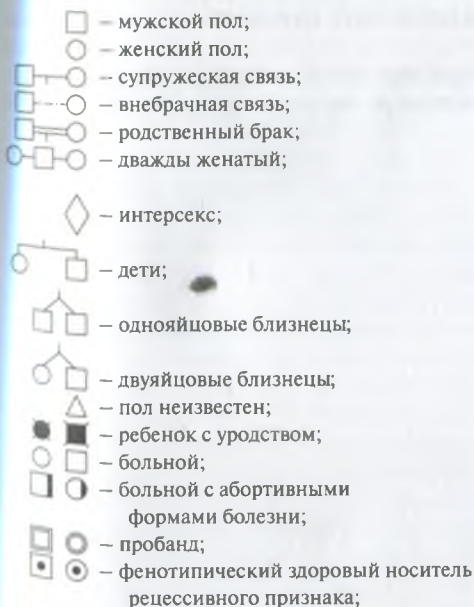 – мужской пол;
– женский пол;
– супружеская связь;
– внебрачная связь;
– родственный брак;
– дважды женатый;
– интерсекс;
– дети;
– однояйцовые близнецы;
– двуяйцовые близнецы;
– пол неизвестен;
– ребенок с уродством;
– больной;
– больной с абортивными
формами болезни;
– пробанд;
– фенотипический здоровый носитель
рецессивного признака;